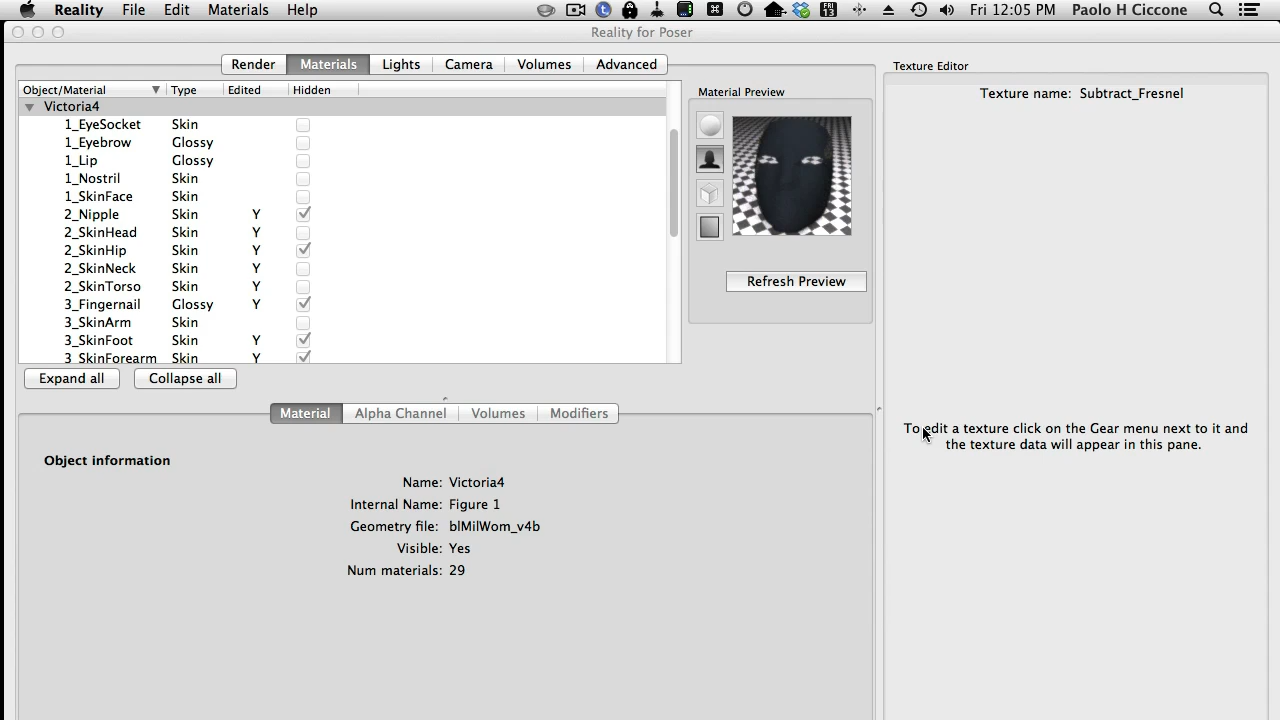 Reality File Edit Materials Help FRI 13 Fri 12:05 PM Paolo H Ciccone
Reality for Poser
Render Materials Lights Camera Volumes Advanced
Object/Material Type Edited Hidden
Victoria4
1_EyeSocket Skin
1_Eyebrow Glossy
1_Lip Glossy
1_Nostril Skin
1_SkinFace Skin
2_Nipple Skin Y
2_SkinHead Skin Y
2_SkinHip Skin Y
2_SkinNeck Skin Y
2_SkinTorso Skin Y
3_Fingernail Glossy Y
3_SkinArm Skin
3_SkinFoot Skin Y
3_SkinForearm Skin Y
Expand all Collapse all
Material Preview
Refresh Preview
Material Alpha Channel Volumes Modifiers
Object information
Name: Victoria4
Internal Name: Figure 1
Geometry file: blMilWom_v4b
Visible: Yes
Num materials: 29
Texture Editor
Texture name: Subtract_Fresnel
To edit a texture click on the Gear menu next to it and
the texture data will appear in this pane.